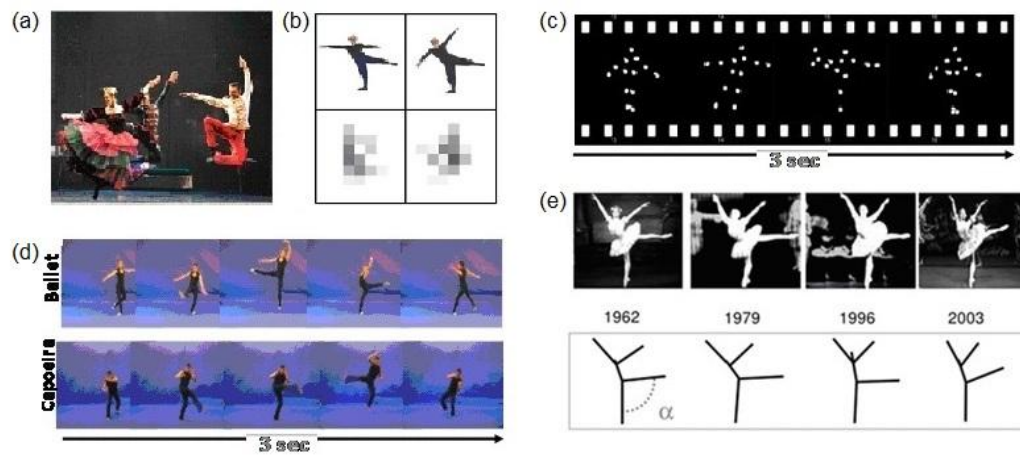 (a)
(b)
(c)
3 sec
(d)
Ballet
Capoeira
3 sec
(e)
1962 1979 1996 2003
α